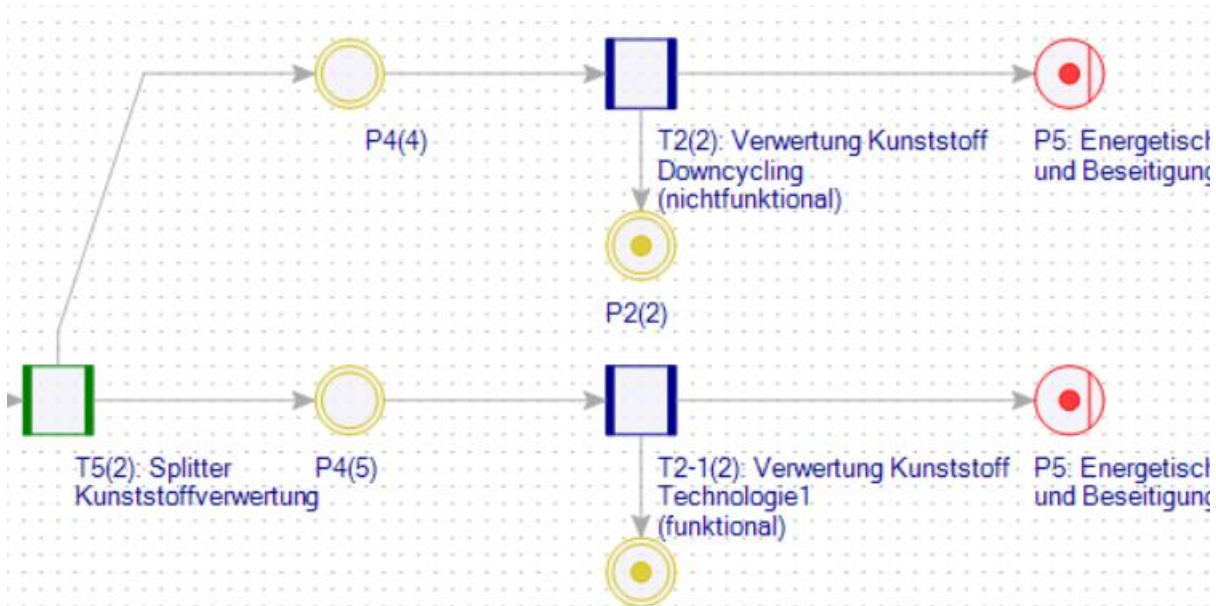 P4(4)
T2(2): Verwertung Kunststoff
Downcycling
(nichtfunktional)
P5: Energetisch
und Beseitigung
P2(2)
T5(2): Splitter
Kunststoffverwertung
P4(5)
T2-1(2): Verwertung Kunststoff
Technologie1
(funktional)
P5: Energetisch
und Beseitigung